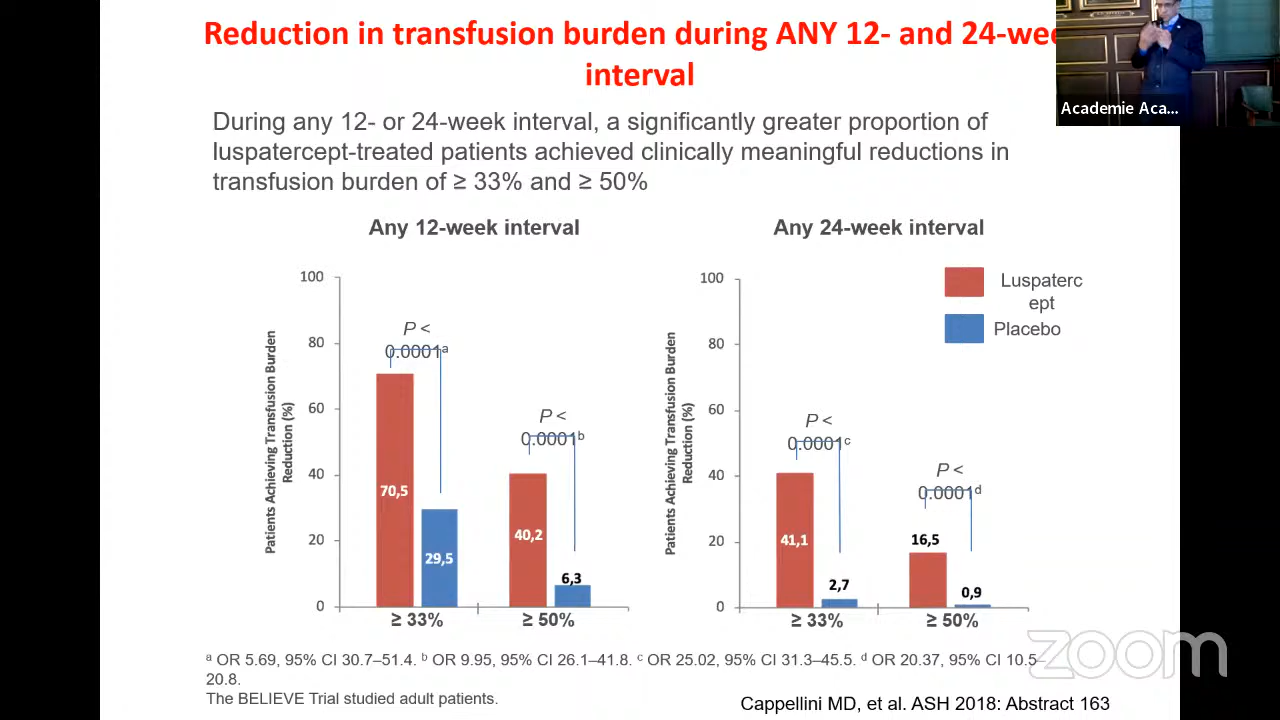 Reduction in transfusion burden during ANY 12- and 24-wee
interval
Academie Aca...
During any 12- or 24-week interval, a significantly greater proportion of
luspatercept-treated patients achieved clinically meaningful reductions in
transfusion burden of ≥ 33% and ≥ 50%
Any 12-week interval
Patients Achieving Transfusion Burden
Reduction (%)
100
80
60
40
20
0
P <
0.0001ᵃ
70,5
29,5
≥ 33%
P <
0.0001ᵇ
40,2
6,3
≥ 50%
Any 24-week interval
Patients Achieving Transfusion Burden
Reduction (%)
100
80
60
40
20
0
P <
0.0001ᶜ
41,1
2,7
≥ 33%
P <
0.0001ᵈ
16,5
0,9
≥ 50%
Luspaterc
ept
Placebo
ᵃ OR 5.69, 95% CI 30.7–51.4. ᵇ OR 9.95, 95% CI 26.1–41.8. ᶜ OR 25.02, 95% CI 31.3–45.5. ᵈ OR 20.37, 95% CI 10.5–
20.8.
The BELIEVE Trial studied adult patients.
Cappellini MD, et al. ASH 2018: Abstract 163
zoom